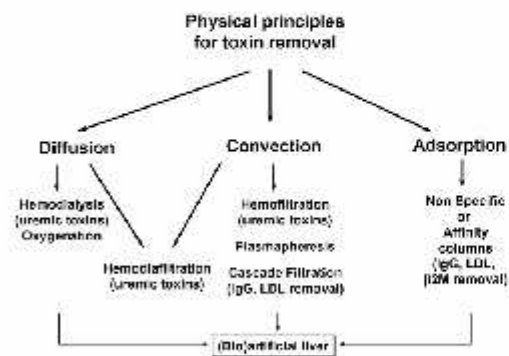 Physical principles
for toxin removal
Diffusion
Convection
Adsorption
Hemodialysis
(uremic toxins)
Oxygenation
Hemodiafiltration
(uremic toxins)
Hemofiltration
(uremic toxins)
Plasmapheresis
Cascade Filtration
(IgG, LDL removal)
Non Specific
or
Affinity
columns
(IgG, LDL,
β2M removal)
(Bio)artificial liver